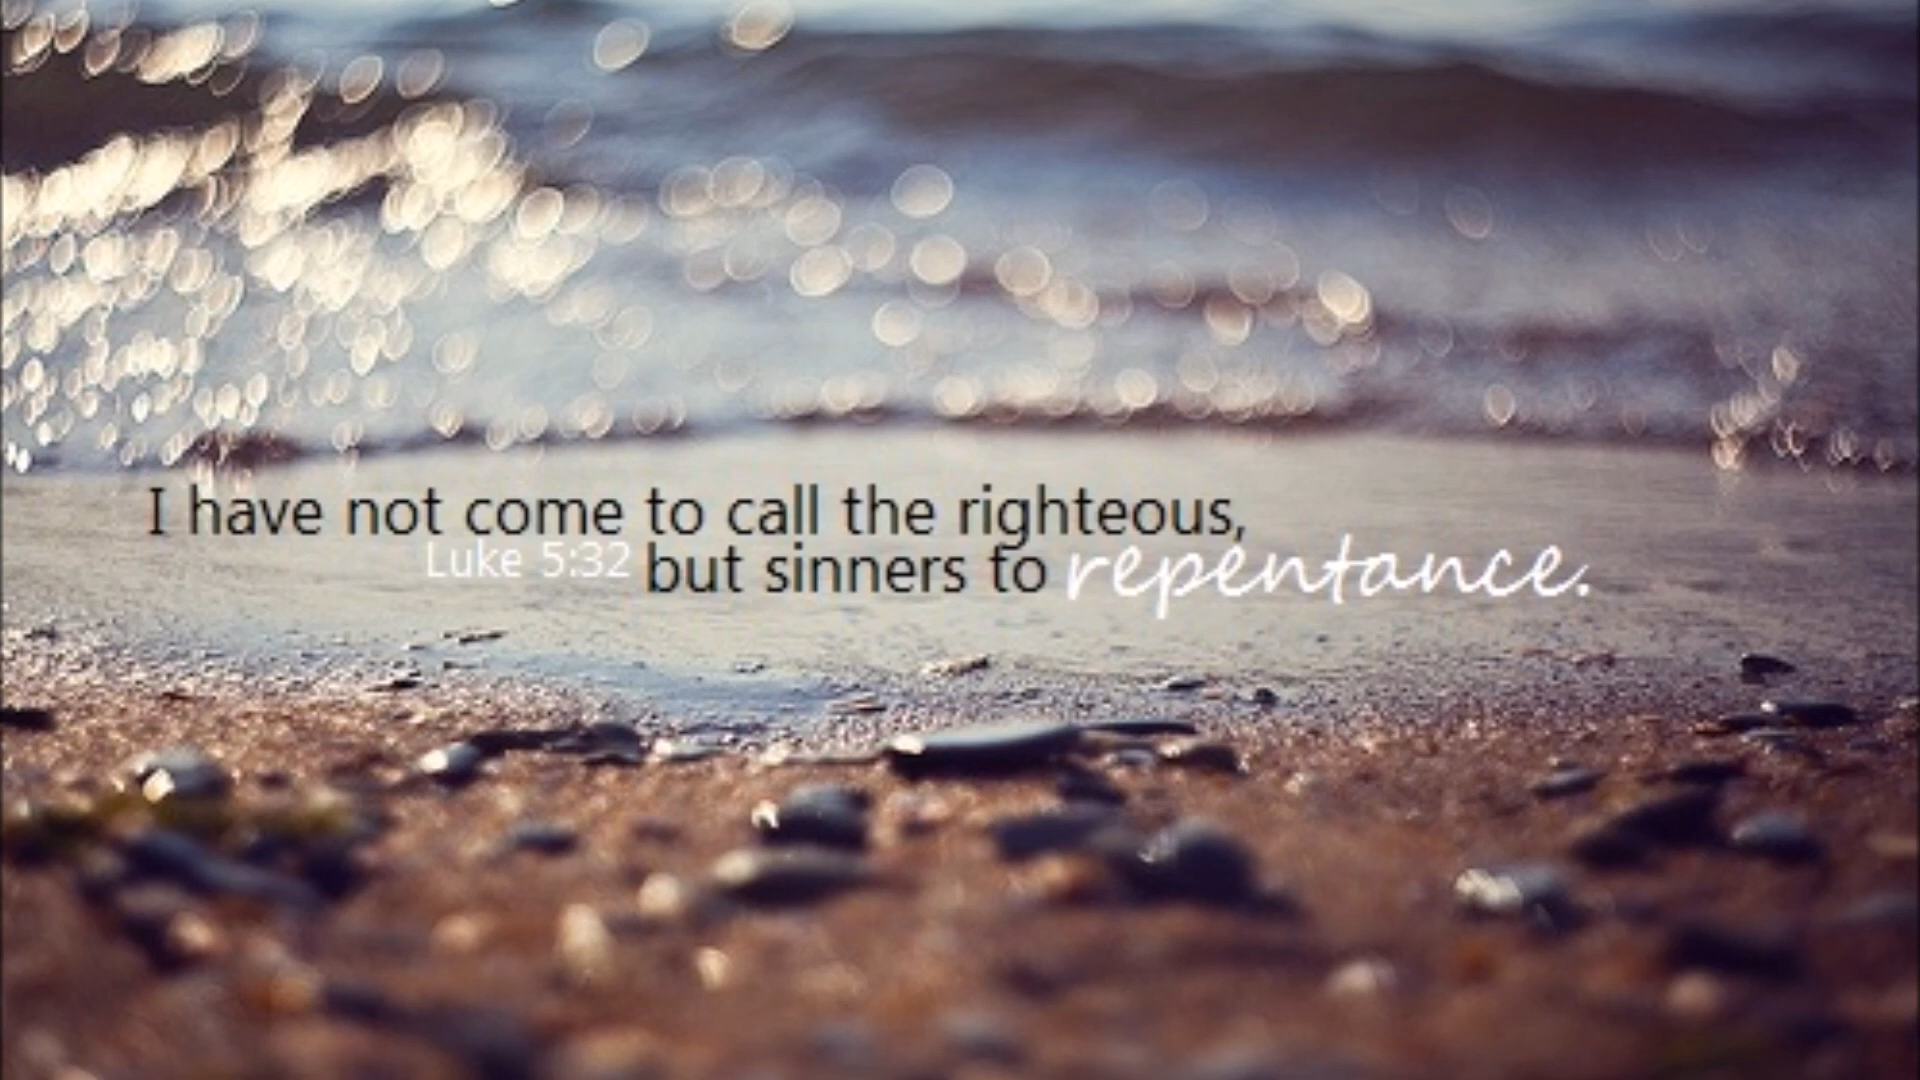 I have not come to call the righteous,
Luke 5:32 but sinners to repentance.